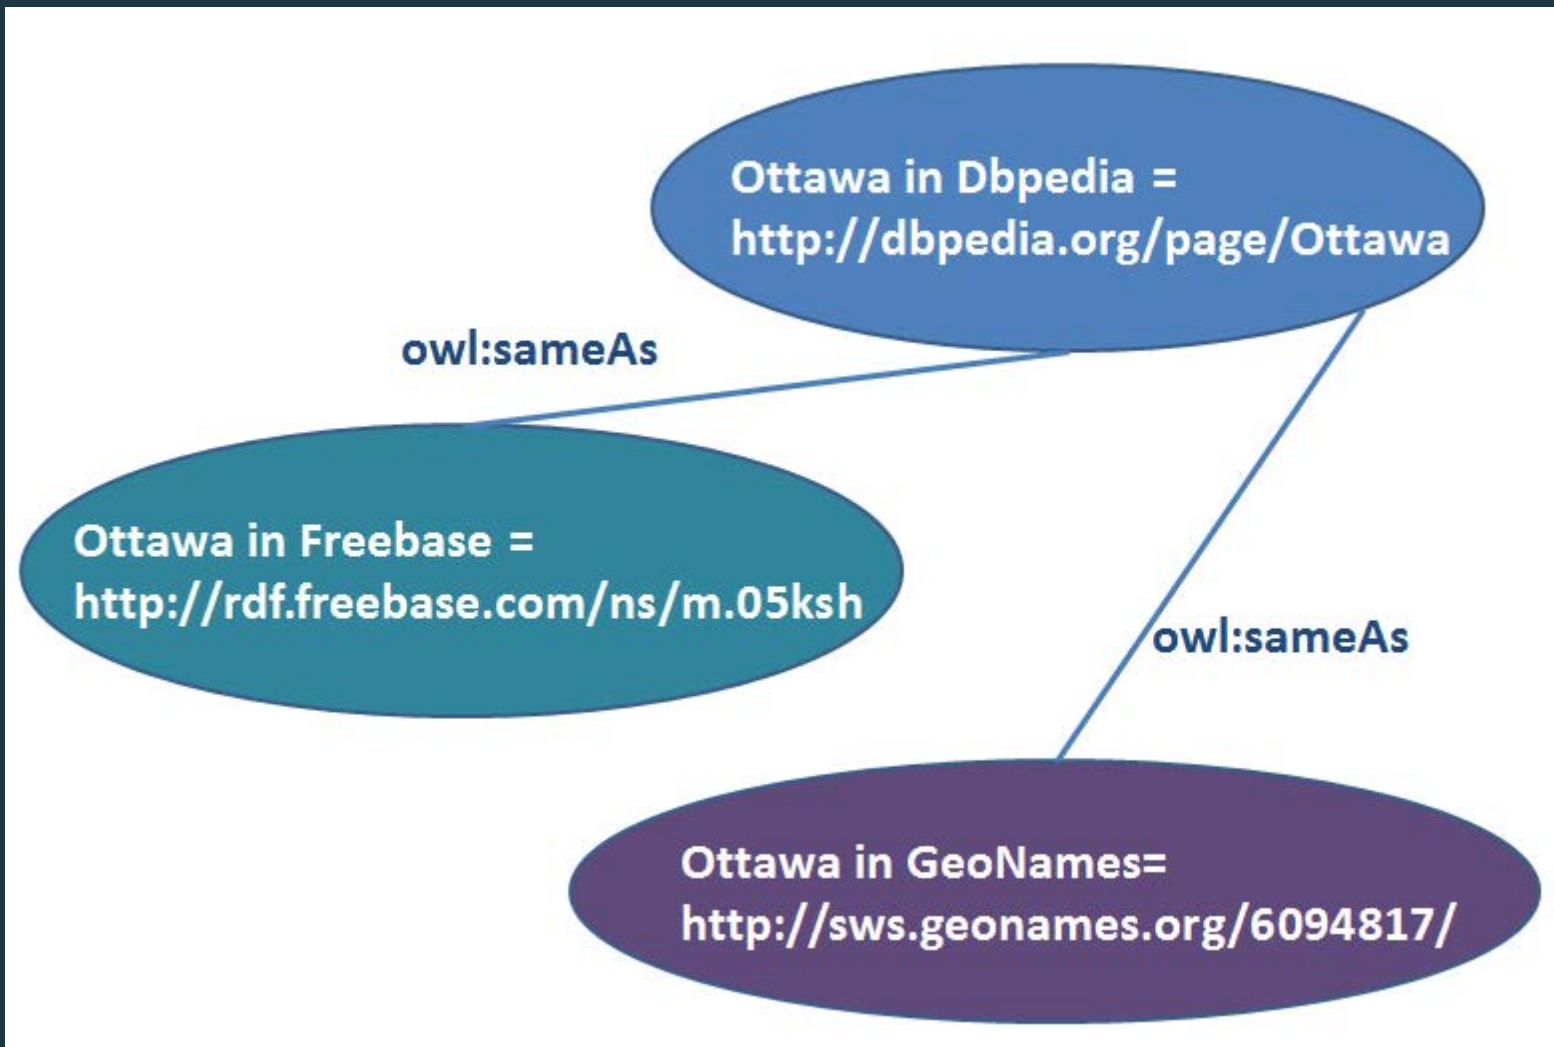 Ottawa in Dbpedia =
http://dbpedia.org/page/Ottawa
owl:sameAs
Ottawa in Freebase =
http://rdf.freebase.com/ns/m.05ksh
owl:sameAs
Ottawa in GeoNames=
http://sws.geonames.org/6094817/